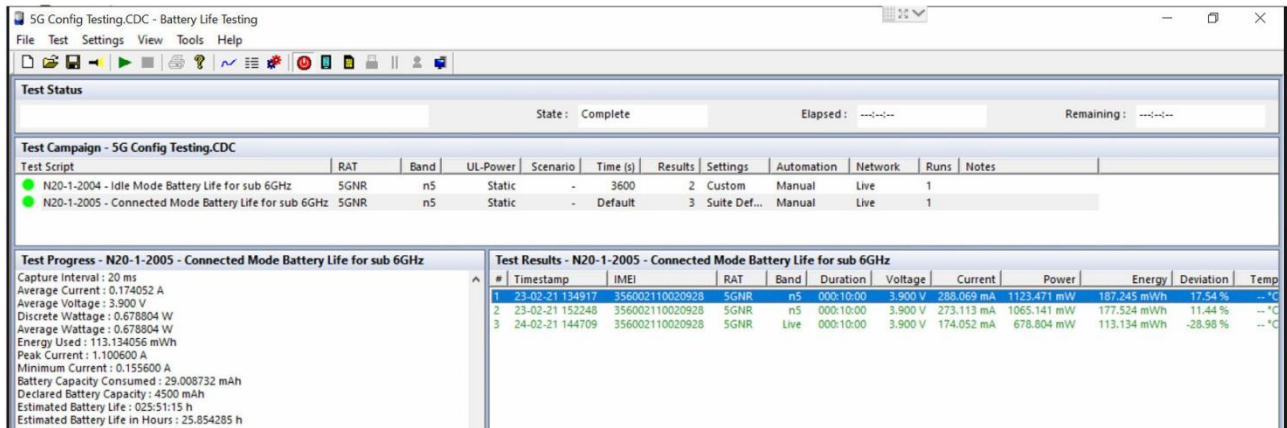 5G Config Testing.CDC - Battery Life Testing
File Test Settings View Tools Help
Test Status
State : Complete Elapsed : ---:--:-- Remaining : ---:--:--
Test Campaign - 5G Config Testing.CDC
Test Script RAT Band UL-Power Scenario Time (s) Results Settings Automation Network Runs Notes
N20-1-2004 - Idle Mode Battery Life for sub 6GHz 5GNR n5 Static - 3600 2 Custom Manual Live 1
N20-1-2005 - Connected Mode Battery Life for sub 6GHz 5GNR n5 Static - Default 3 Suite Def... Manual Live 1
Test Progress - N20-1-2005 - Connected Mode Battery Life for sub 6GHz
Capture Interval : 20 ms
Average Current : 0.174052 A
Average Voltage : 3.900 V
Discrete Wattage : 0.678804 W
Average Wattage : 0.678804 W
Energy Used : 113.134056 mWh
Peak Current : 1.100600 A
Minimum Current : 0.155600 A
Battery Capacity Consumed : 29.008732 mAh
Declared Battery Capacity : 4500 mAh
Estimated Battery Life : 025:51:15 h
Estimated Battery Life in Hours : 25.854285 h
Test Results - N20-1-2005 - Connected Mode Battery Life for sub 6GHz
# Timestamp IMEI RAT Band Duration Voltage Current Power Energy Deviation Temp
1 23-02-21 134917 356002110020928 5GNR n5 000:10:00 3.900 V 288.069 mA 1123.471 mW 187.245 mWh 17.54 % -- °C
2 23-02-21 152248 356002110020928 5GNR n5 000:10:00 3.900 V 273.113 mA 1065.141 mW 177.524 mWh 11.44 % -- °C
3 24-02-21 144709 356002110020928 5GNR Live 000:10:00 3.900 V 174.052 mA 678.804 mW 113.134 mWh -28.98 % -- °C